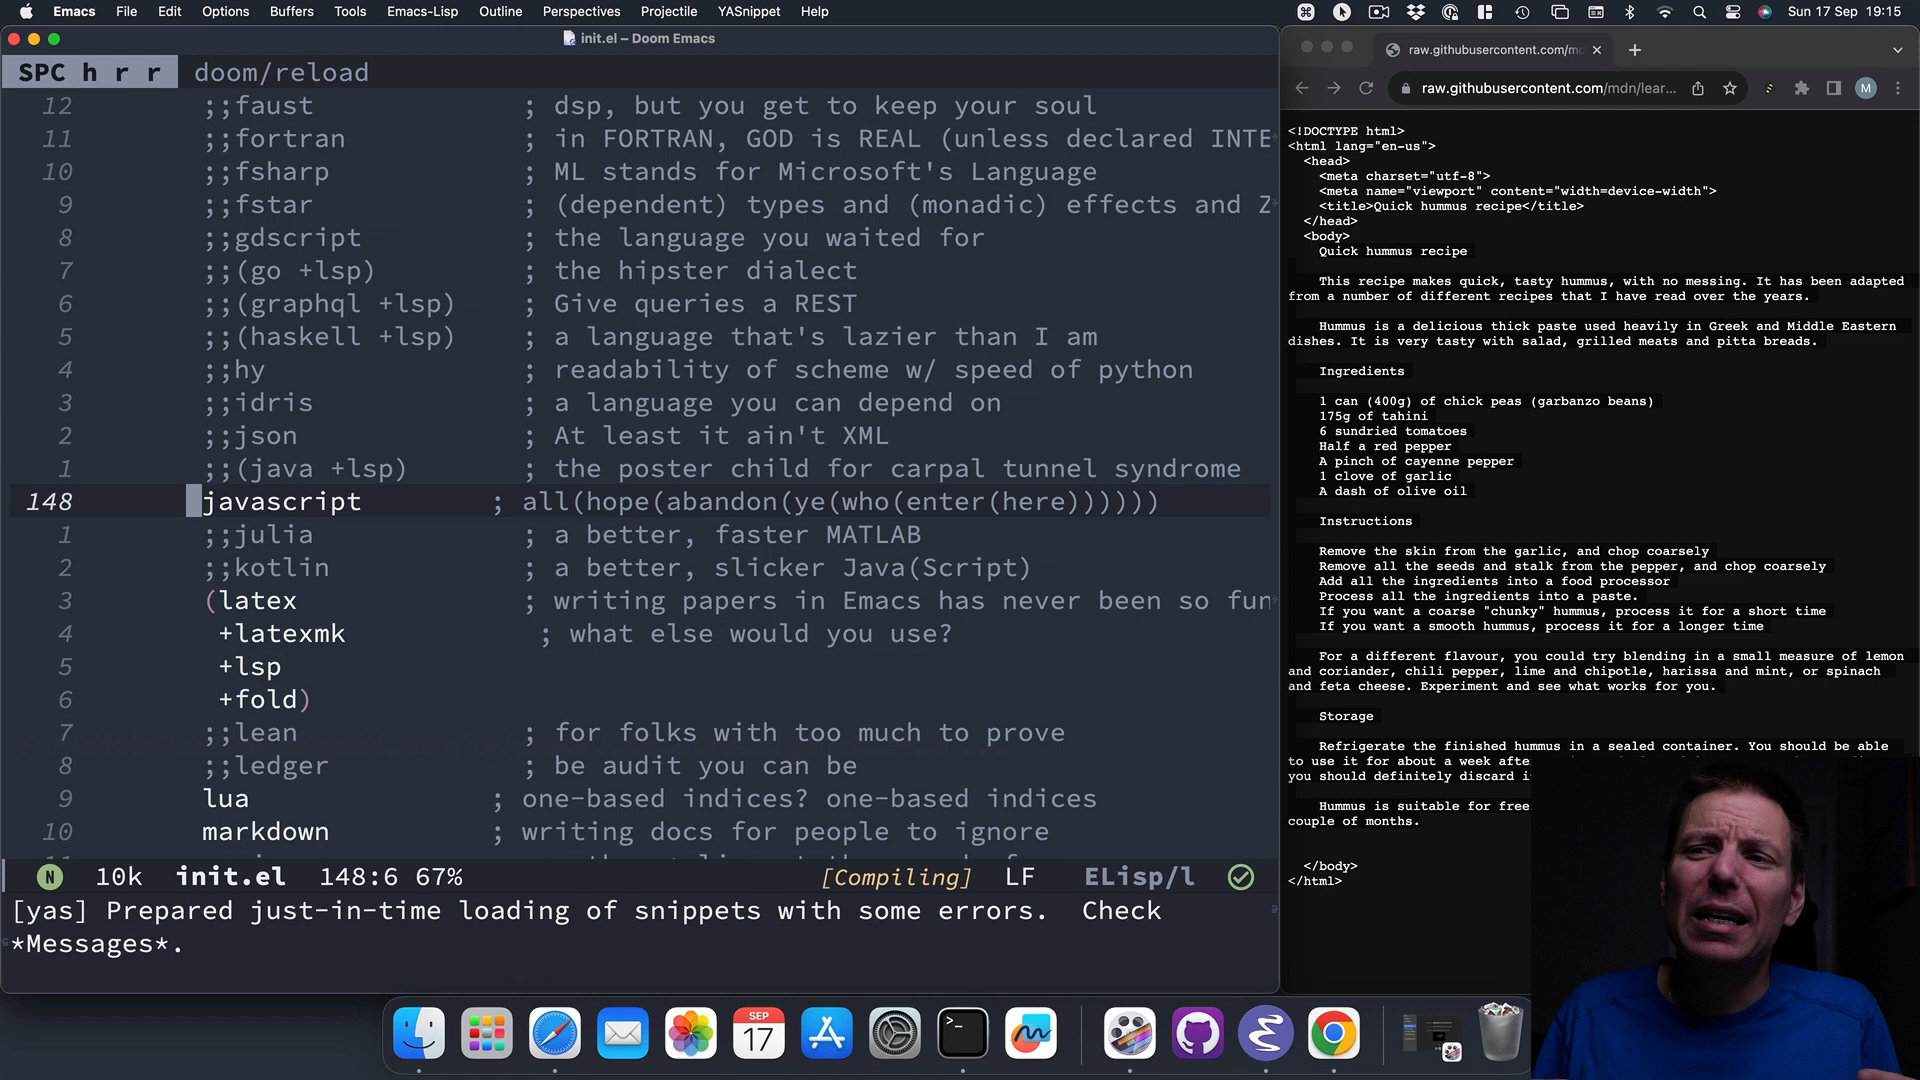 Emacs File Edit Options Buffers Tools Emacs-Lisp Outline Perspectives Projectile YASnippet Help Sun 17 Sep 19:15
init.el – Doom Emacs
SPC h r r doom/reload
12 ;;faust ; dsp, but you get to keep your soul
11 ;;fortran ; in FORTRAN, GOD is REAL (unless declared INTE
10 ;;fsharp ; ML stands for Microsoft's Language
9 ;;fstar ; (dependent) types and (monadic) effects and Z
8 ;;gdscript ; the language you waited for
7 ;;(go +lsp) ; the hipster dialect
6 ;;(graphql +lsp) ; Give queries a REST
5 ;;(haskell +lsp) ; a language that's lazier than I am
4 ;;hy ; readability of scheme w/ speed of python
3 ;;idris ; a language you can depend on
2 ;;json ; At least it ain't XML
1 ;;(java +lsp) ; the poster child for carpal tunnel syndrome
148 javascript ; all(hope(abandon(ye(who(enter(here))))))
1 ;;julia ; a better, faster MATLAB
2 ;;kotlin ; a better, slicker Java(Script)
3 (latex ; writing papers in Emacs has never been so fun
4 +latexmk ; what else would you use?
5 +lsp
6 +fold)
7 ;;lean ; for folks with too much to prove
8 ;;ledger ; be audit you can be
9 lua ; one-based indices? one-based indices
10 markdown ; writing docs for people to ignore
N 10k init.el 148:6 67% [Compiling] LF ELisp/l
[yas] Prepared just-in-time loading of snippets with some errors. Check
*Messages*.
raw.githubusercontent.com/m
raw.githubusercontent.com/mdn/lear... M
<!DOCTYPE html>
<html lang="en-us">
<head>
<meta charset="utf-8">
<meta name="viewport" content="width=device-width">
<title>Quick hummus recipe</title>
</head>
<body>
Quick hummus recipe
This recipe makes quick, tasty hummus, with no messing. It has been adapted
from a number of different recipes that I have read over the years.
Hummus is a delicious thick paste used heavily in Greek and Middle Eastern
dishes. It is very tasty with salad, grilled meats and pitta breads.
Ingredients
1 can (400g) of chick peas (garbanzo beans)
175g of tahini
6 sundried tomatoes
Half a red pepper
A pinch of cayenne pepper
1 clove of garlic
A dash of olive oil
Instructions
Remove the skin from the garlic, and chop coarsely
Remove all the seeds and stalk from the pepper, and chop coarsely
Add all the ingredients into a food processor
Process all the ingredients into a paste.
If you want a coarse "chunky" hummus, process it for a short time
If you want a smooth hummus, process it for a longer time
For a different flavour, you could try blending in a small measure of lemon
and coriander, chili pepper, lime and chipotle, harissa and mint, or spinach
and feta cheese. Experiment and see what works for you.
Storage
Refrigerate the finished hummus in a sealed container. You should be able
to use it for about a week after
you should definitely discard i
Hummus is suitable for free
couple of months.
</body>
</html>
SEP
17